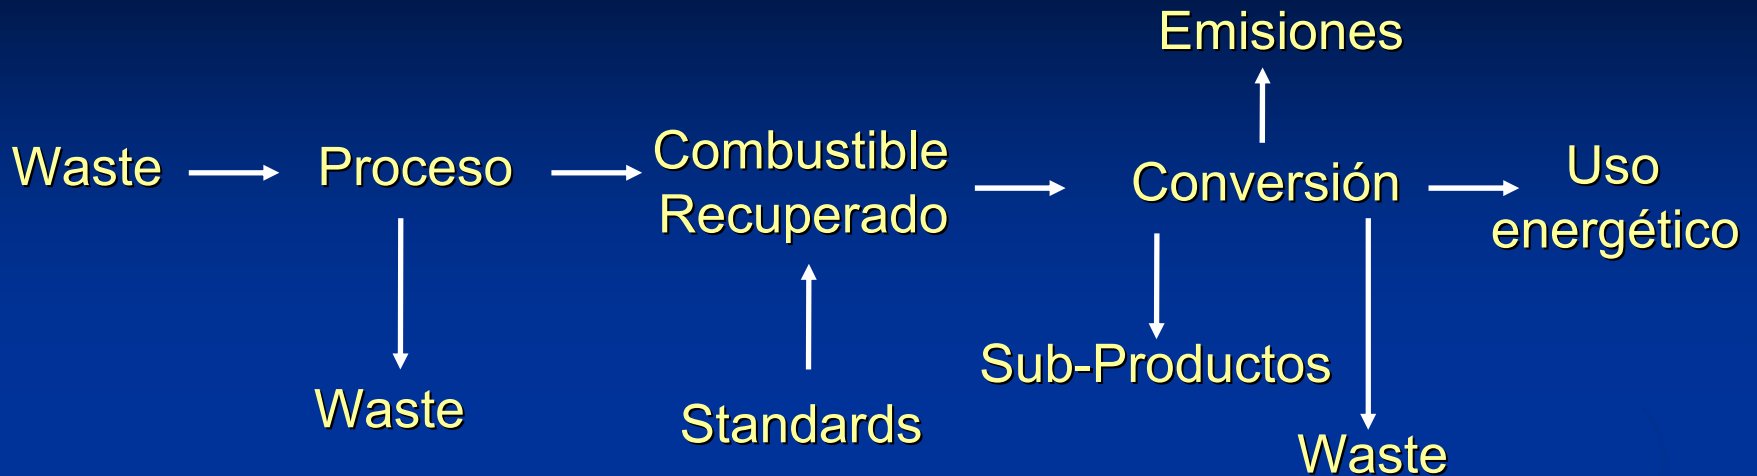 Emisiones
Waste
Proceso
Combustible
Recuperado
Conversión
Uso
energético
Sub-Productos
Waste
Standards
Waste